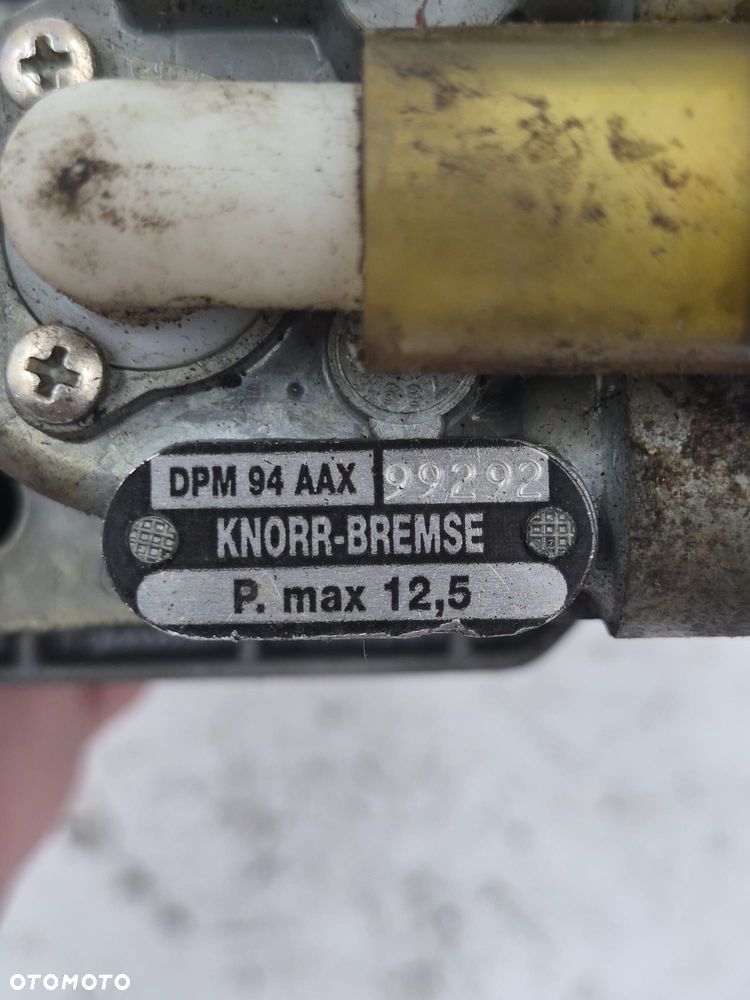 DPM 94 AAX 99292
KNORR-BREMSE
P. max 12,5
OTOMOTO